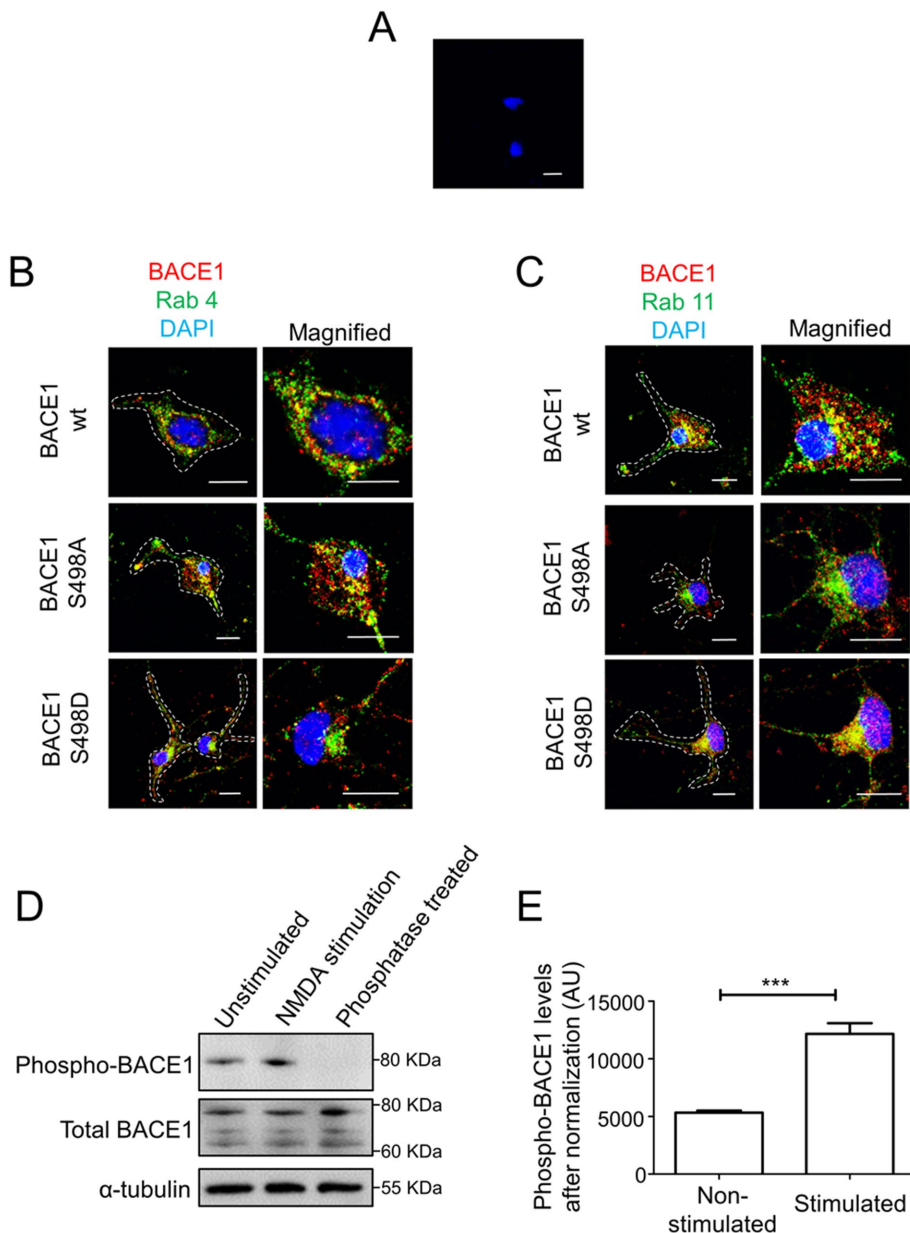 A
B
BACE1
Rab 4
DAPI
Magnified
BACE1
wt
BACE1
S498A
BACE1
S498D
C
BACE1
Rab 11
DAPI
Magnified
BACE1
wt
BACE1
S498A
BACE1
S498D
D
Unstimulated
NMDA stimulation
Phosphatase treated
Phospho-BACE1
80 KDa
Total BACE1
80 KDa
60 KDa
α-tubulin
55 KDa
E
Phospho-BACE1 levels
after normalization (AU)
***
15000
10000
5000
0
Non-
stimulated
Stimulated